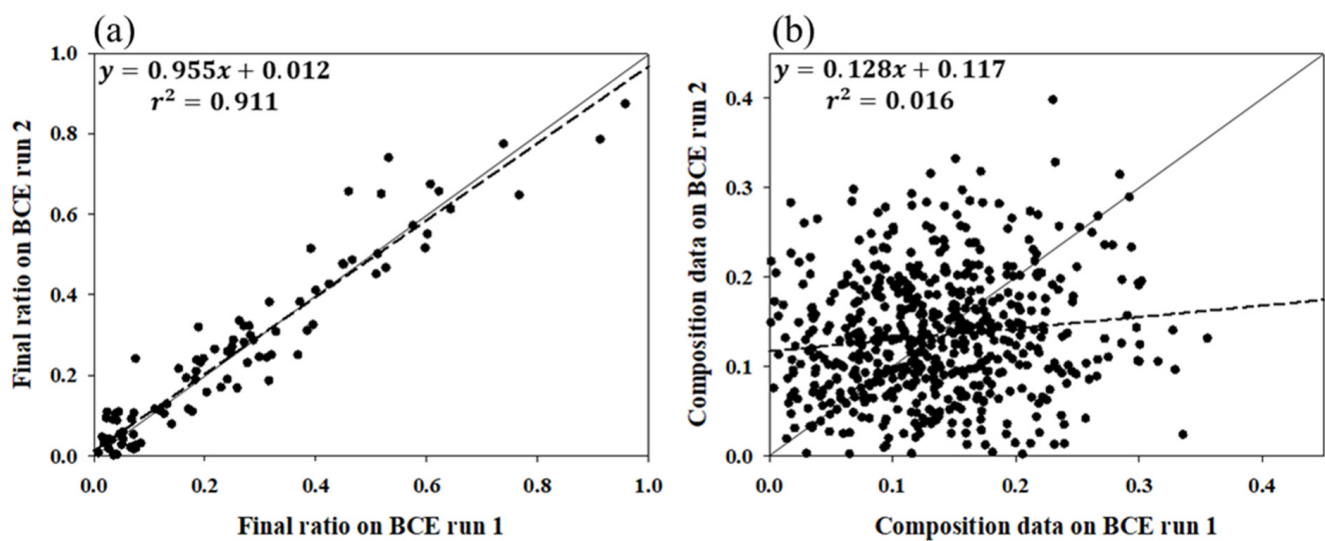 (a)
y = 0.955x + 0.012
r² = 0.911
Final ratio on BCE run 2
1.0
0.8
0.6
0.4
0.2
0.0
0.0 0.2 0.4 0.6 0.8 1.0
Final ratio on BCE run 1
(b)
y = 0.128x + 0.117
r² = 0.016
Composition data on BCE run 2
0.4
0.3
0.2
0.1
0.0
0.0 0.1 0.2 0.3 0.4
Composition data on BCE run 1